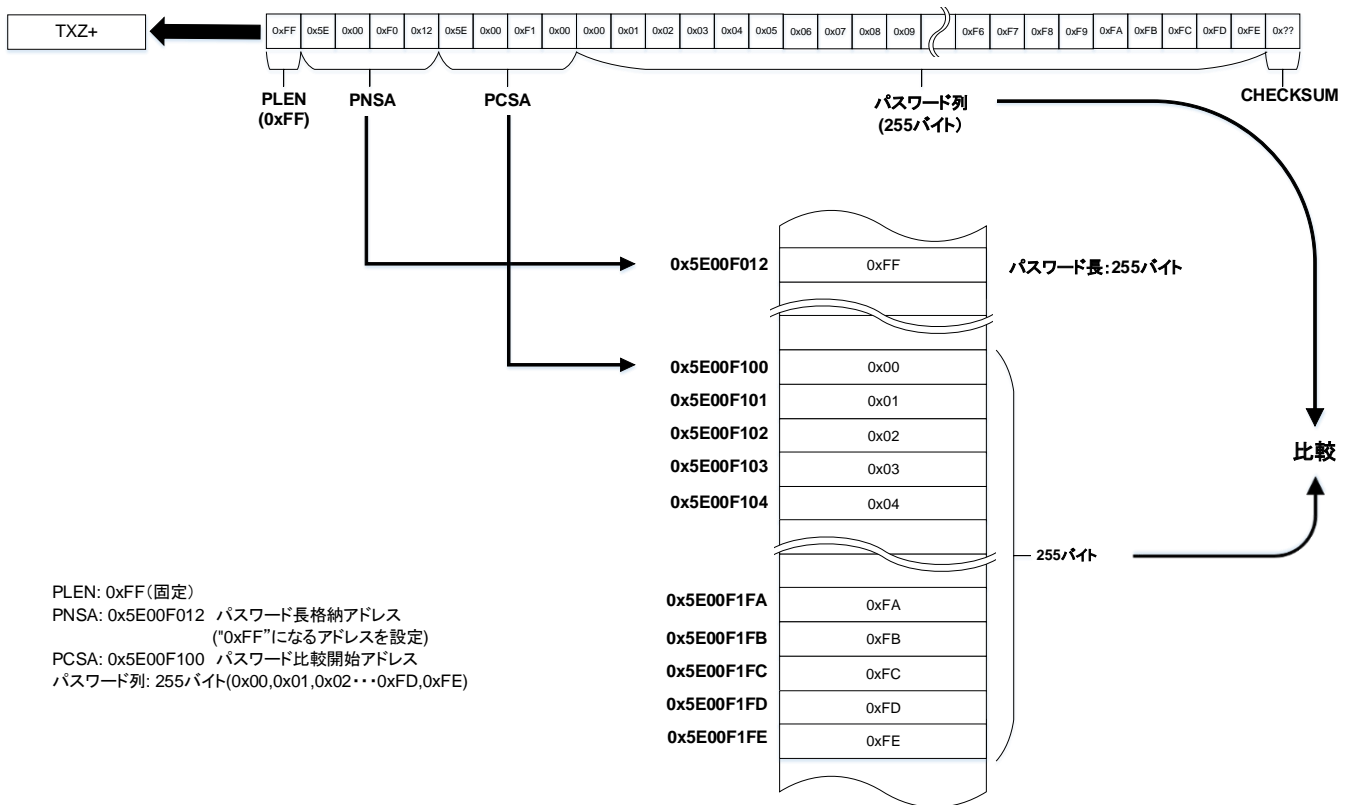 TXZ+
0xFF 0x5E 0x00 0xF0 0x12 0x5E 0x00 0xF1 0x00 0x00 0x01 0x02 0x03 0x04 0x05 0x06 0x07 0x08 0x09 0xF6 0xF7 0xF8 0xF9 0xFA 0xFB 0xFC 0xFD 0xFE 0x??
PLEN
(0xFF)
PNSA
PCSA
パスワード列
(255バイト)
CHECKSUM
0x5E00F012 0xFF パスワード長:255バイト
0x5E00F100 0x00
0x5E00F101 0x01
0x5E00F102 0x02
0x5E00F103 0x03
0x5E00F104 0x04
比較
255バイト
0x5E00F1FA 0xFA
0x5E00F1FB 0xFB
0x5E00F1FC 0xFC
0x5E00F1FD 0xFD
0x5E00F1FE 0xFE
PLEN: 0xFF(固定)
PNSA: 0x5E00F012 パスワード長格納アドレス
("0xFF”になるアドレスを設定)
PCSA: 0x5E00F100 パスワード比較開始アドレス
パスワード列: 255バイト(0x00,0x01,0x02・・・0xFD,0xFE)